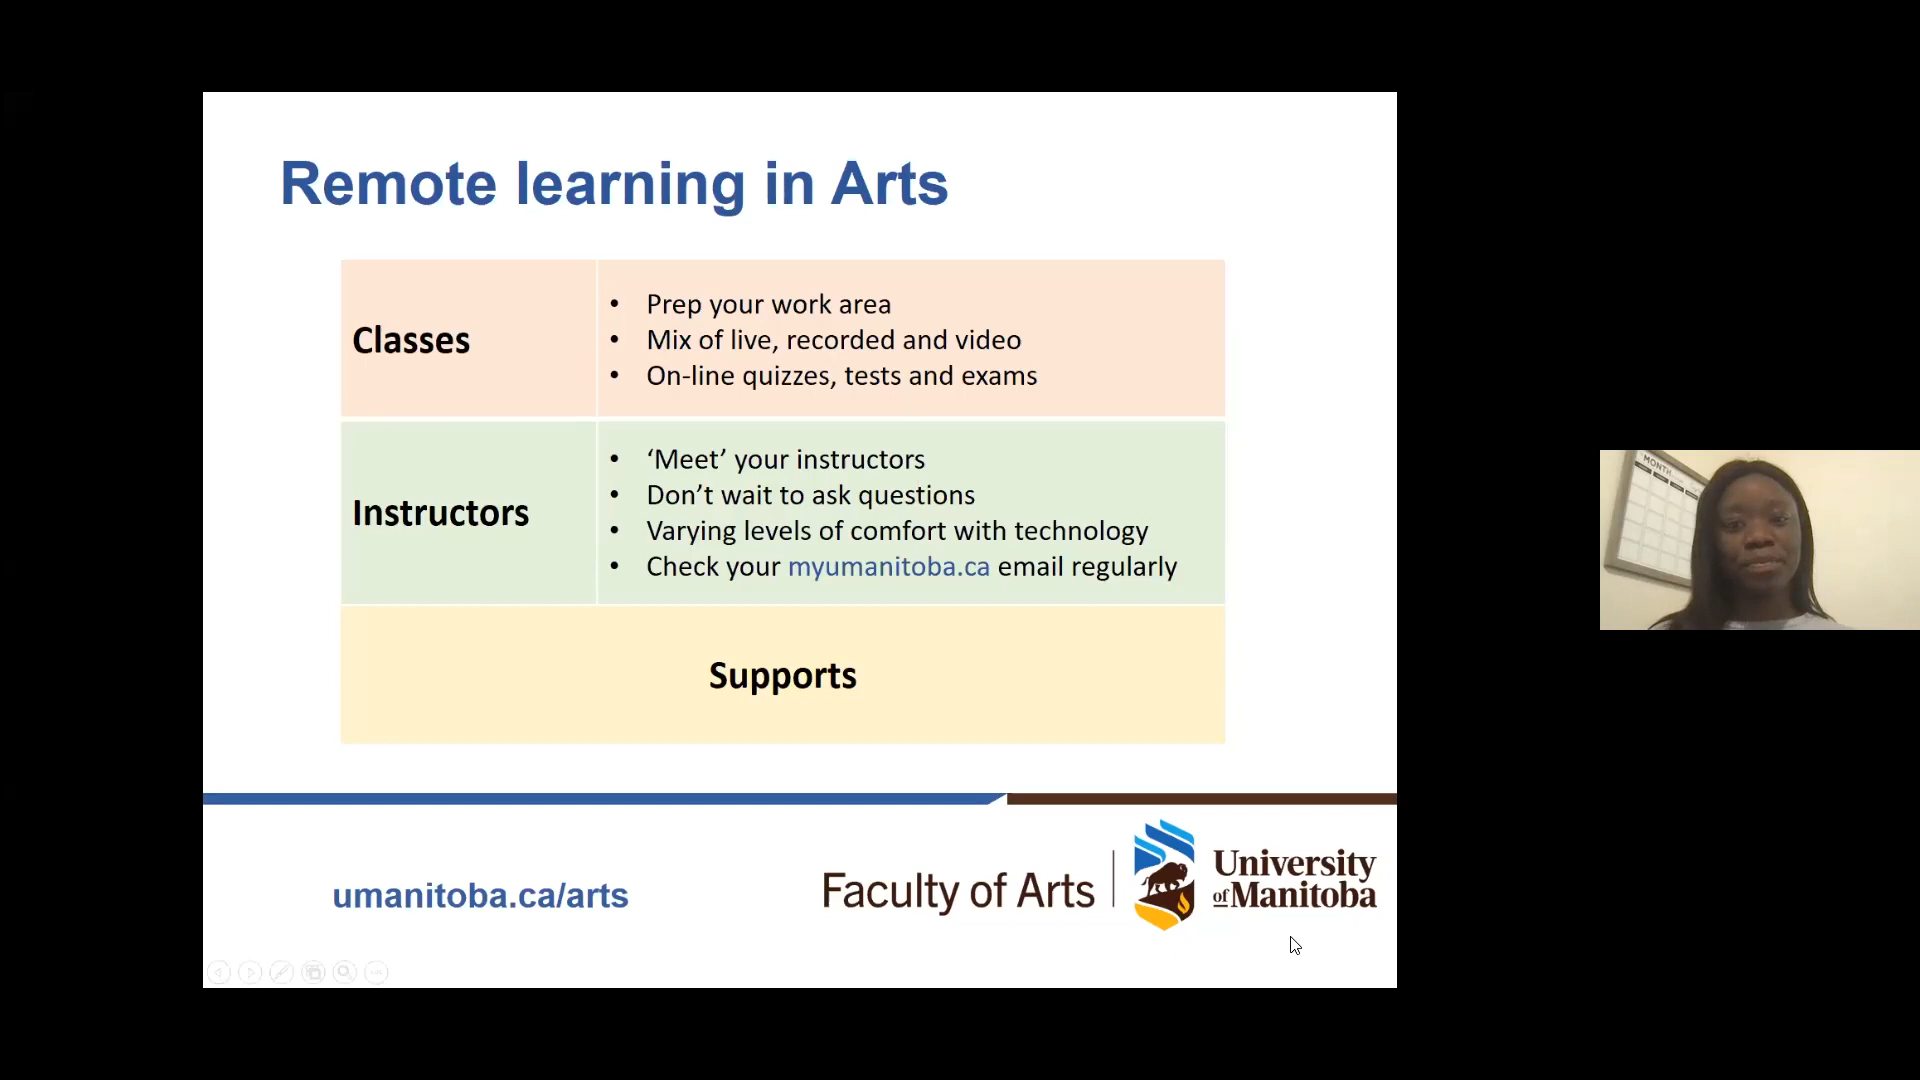 Remote learning in Arts
Classes
• Prep your work area
• Mix of live, recorded and video
• On-line quizzes, tests and exams
Instructors
• ‘Meet’ your instructors
• Don’t wait to ask questions
• Varying levels of comfort with technology
• Check your myumanitoba.ca email regularly
Supports
umanitoba.ca/arts
Faculty of Arts
University
of Manitoba
MONTH